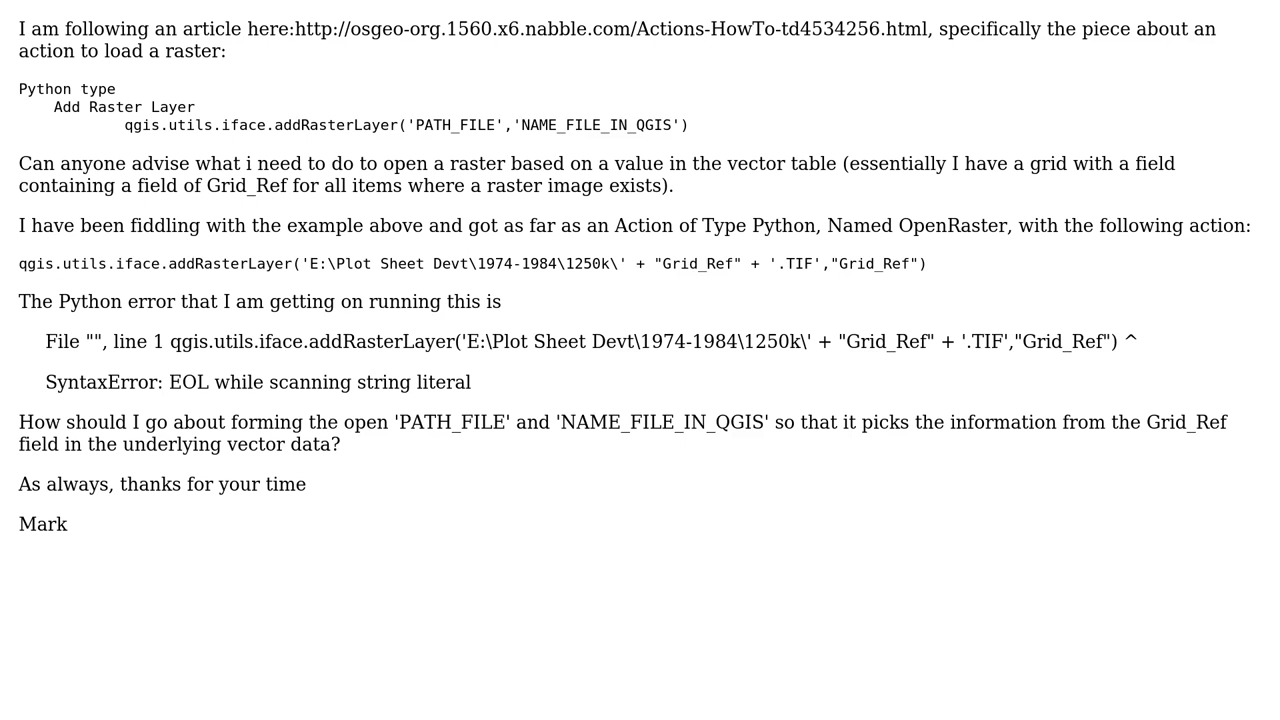 I am following an article here:http://osgeo-org.1560.x6.nabble.com/Actions-HowTo-td4534256.html, specifically the piece about an
action to load a raster:
Python type
    Add Raster Layer
            qgis.utils.iface.addRasterLayer('PATH_FILE','NAME_FILE_IN_QGIS')
Can anyone advise what i need to do to open a raster based on a value in the vector table (essentially I have a grid with a field
containing a field of Grid_Ref for all items where a raster image exists).
I have been fiddling with the example above and got as far as an Action of Type Python, Named OpenRaster, with the following action:
qgis.utils.iface.addRasterLayer('E:\Plot Sheet Devt\1974-1984\1250k\' + "Grid_Ref" + '.TIF',"Grid_Ref")
The Python error that I am getting on running this is
File "", line 1 qgis.utils.iface.addRasterLayer('E:\Plot Sheet Devt\1974-1984\1250k\' + "Grid_Ref" + '.TIF',"Grid_Ref") ^
SyntaxError: EOL while scanning string literal
How should I go about forming the open 'PATH_FILE' and 'NAME_FILE_IN_QGIS' so that it picks the information from the Grid_Ref
field in the underlying vector data?
As always, thanks for your time
Mark